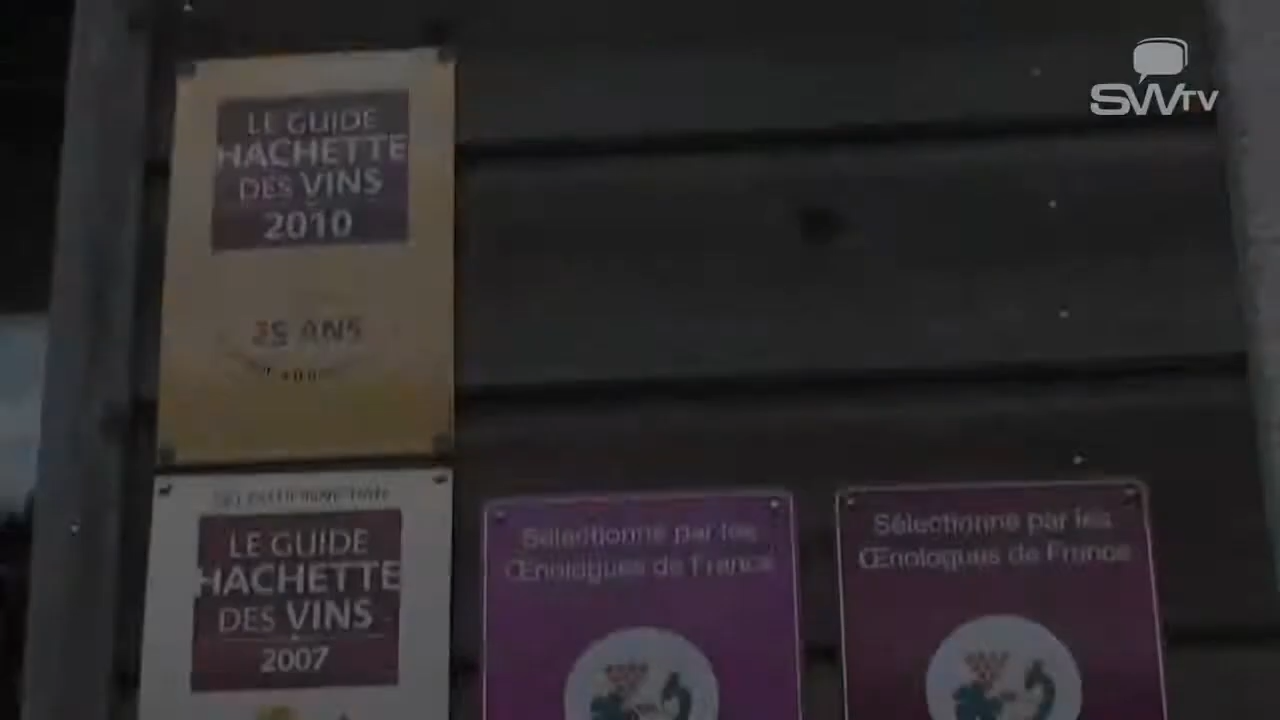 SWTV
LE GUIDE
HACHETTE
DES VINS
2010
25 ANS
LE GUIDE
HACHETTE
DES VINS
2007
Sélectionné par les
Œnologues de France
Sélectionné par les
Œnologues de France